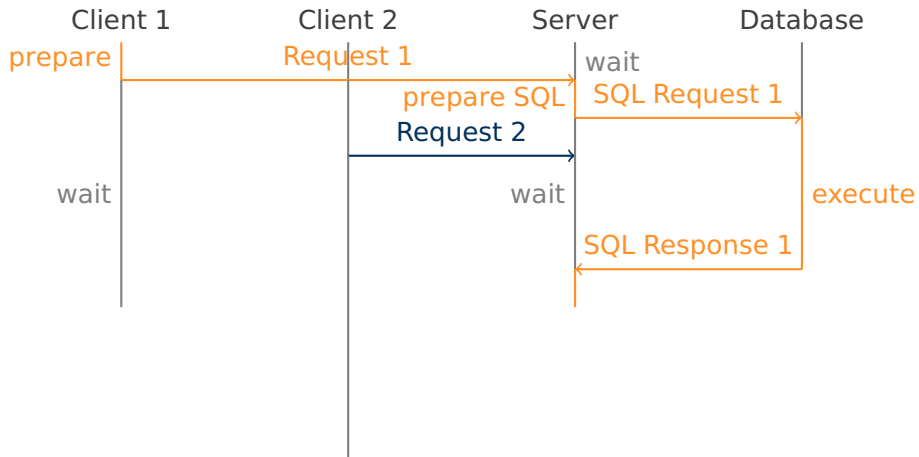 Client 1 Client 2 Server Database
prepare Request 1 wait
prepare SQL SQL Request 1
Request 2
wait wait execute
SQL Response 1